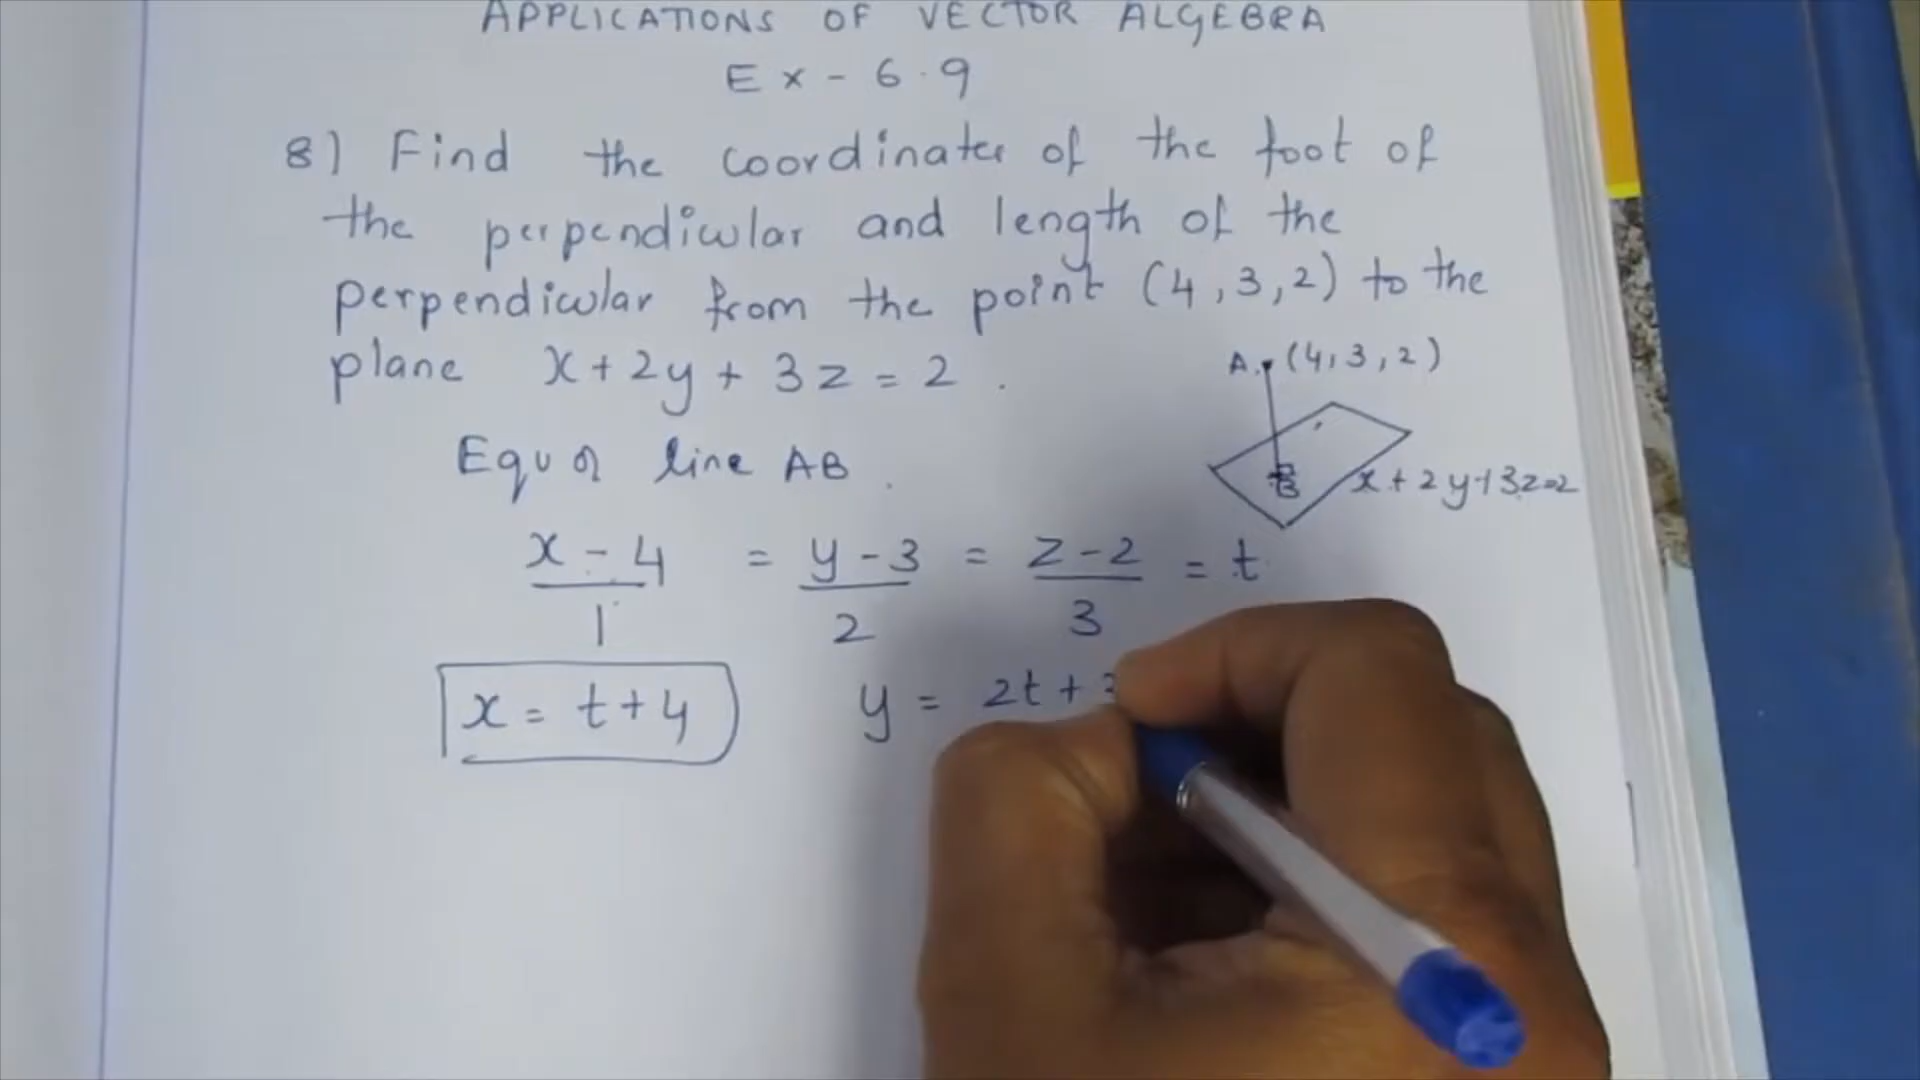 APPLICATIONS OF VECTOR ALGEBRA
Ex - 6.9
8) Find the coordinates of the foot of
the perpendicular and length of the
perpendicular from the point (4,3,2) to the
plane x + 2y + 3z = 2 .
A. (4,3,2)
Equ of line AB .
B
x + 2y + 3z = 2
x - 4 / 1 = y - 3 / 2 = z - 2 / 3 = t
x = t + 4 y = 2t +